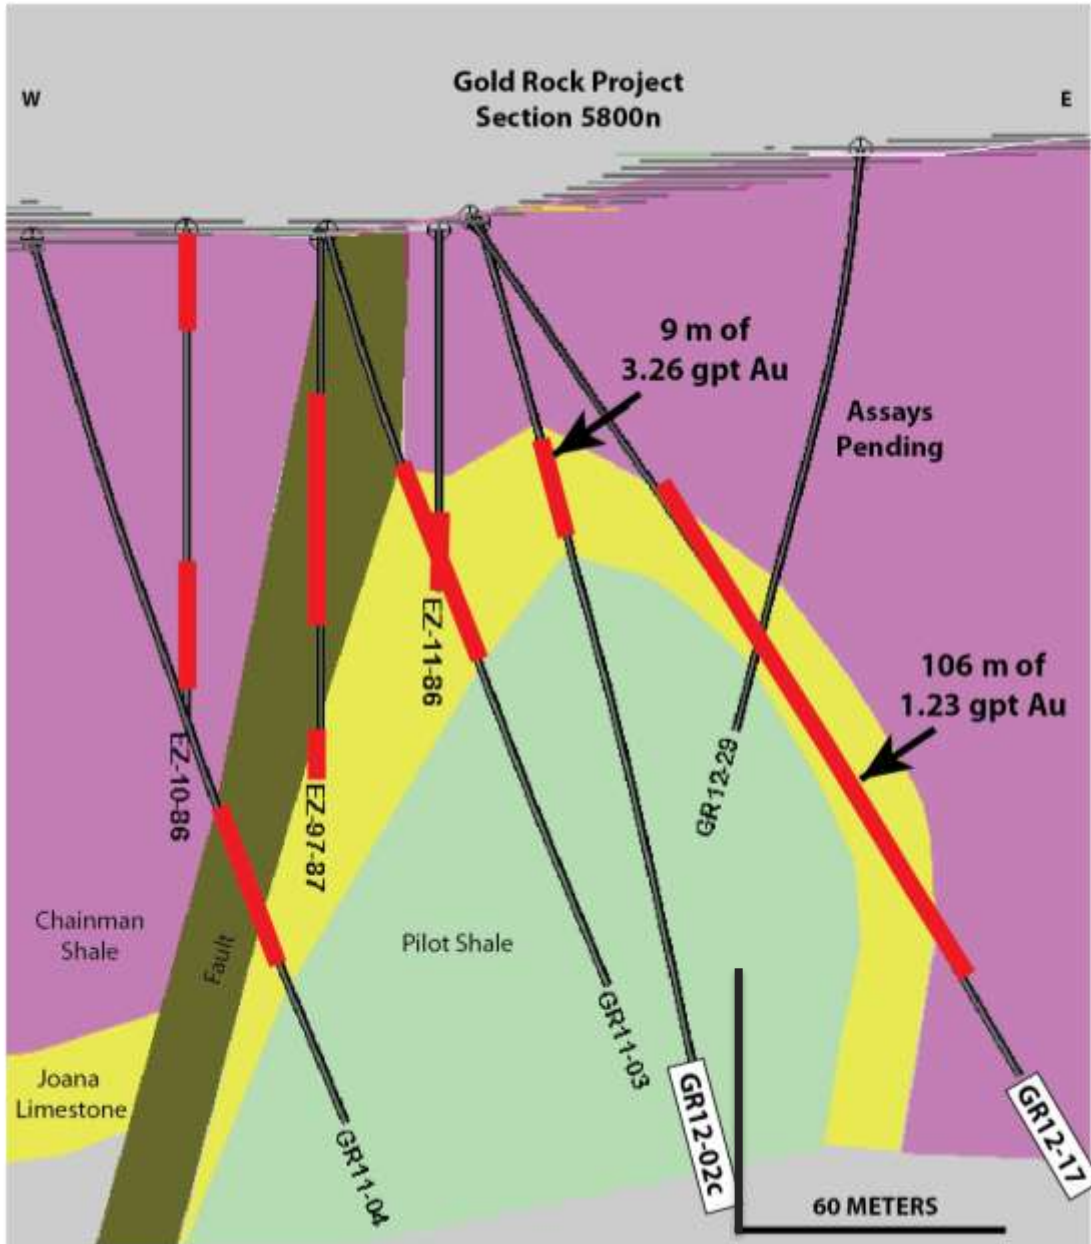 Gold Rock Project
Section 5800n
W
E
9 m of
3.26 gpt Au
Assays
Pending
106 m of
1.23 gpt Au
EZ-11-86
EZ-10-86
EZ-97-87
GR12-29
Chainman
Shale
Fault
Pilot Shale
GR11-03
Joana
Limestone
GR12-02c
GR12-17
GR11-04
60 METERS